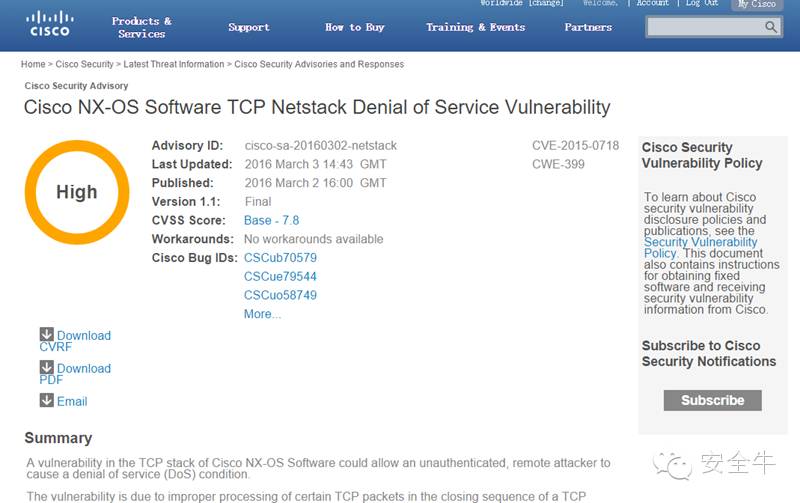 Worldwide [change] Welcome, | Account | Log Out My Cisco
CISCO
Products & Services
Support
How to Buy
Training & Events
Partners
Home > Cisco Security > Latest Threat Information > Cisco Security Advisories and Responses
Cisco Security Advisory
Cisco NX-OS Software TCP Netstack Denial of Service Vulnerability
High
Advisory ID: cisco-sa-20160302-netstack
Last Updated: 2016 March 3 14:43 GMT
Published: 2016 March 2 16:00 GMT
Version 1.1: Final
CVSS Score: Base - 7.8
Workarounds: No workarounds available
Cisco Bug IDs: CSCub70579
CSCue79544
CSCuo58749
More...
CVE-2015-0718
CWE-399
Download
CVRF
Download
PDF
Email
Cisco Security
Vulnerability Policy
To learn about Cisco
security vulnerability
disclosure policies and
publications, see the
Security Vulnerability
Policy. This document
also contains instructions
for obtaining fixed
software and receiving
security vulnerability
information from Cisco.
Subscribe to Cisco
Security Notifications
Subscribe
Summary
A vulnerability in the TCP stack of Cisco NX-OS Software could allow an unauthenticated, remote attacker to
cause a denial of service (DoS) condition.
The vulnerability is due to improper processing of certain TCP packets in the closing sequence of a TCP
安全牛